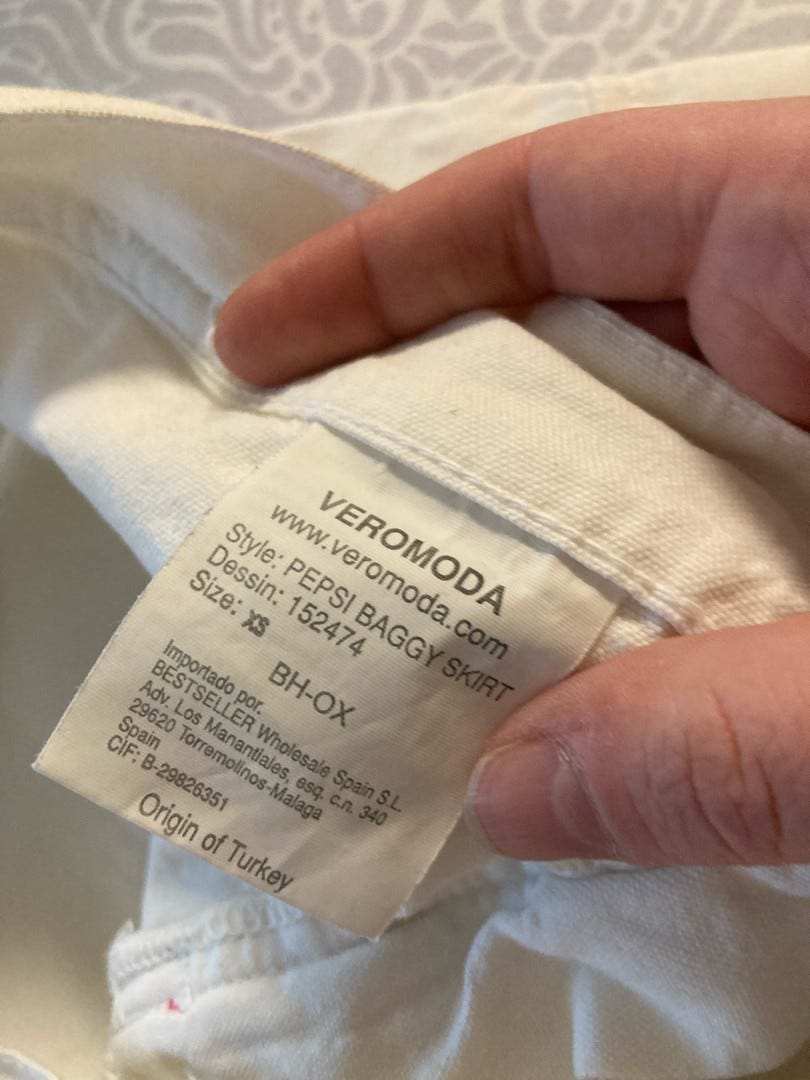 VEROMODA
www.veromoda.com
Style: PEPSI BAGGY SKIRT
Dessin: 152474
Size: XS
BH-OX
Importado por.
BESTSELLER Wholesale Spain S.L.
Adv. Los Manantiales, esq. c.n. 340
29620 Torremolinos-Malaga
Spain
CIF: B-29826351
Origin of Turkey